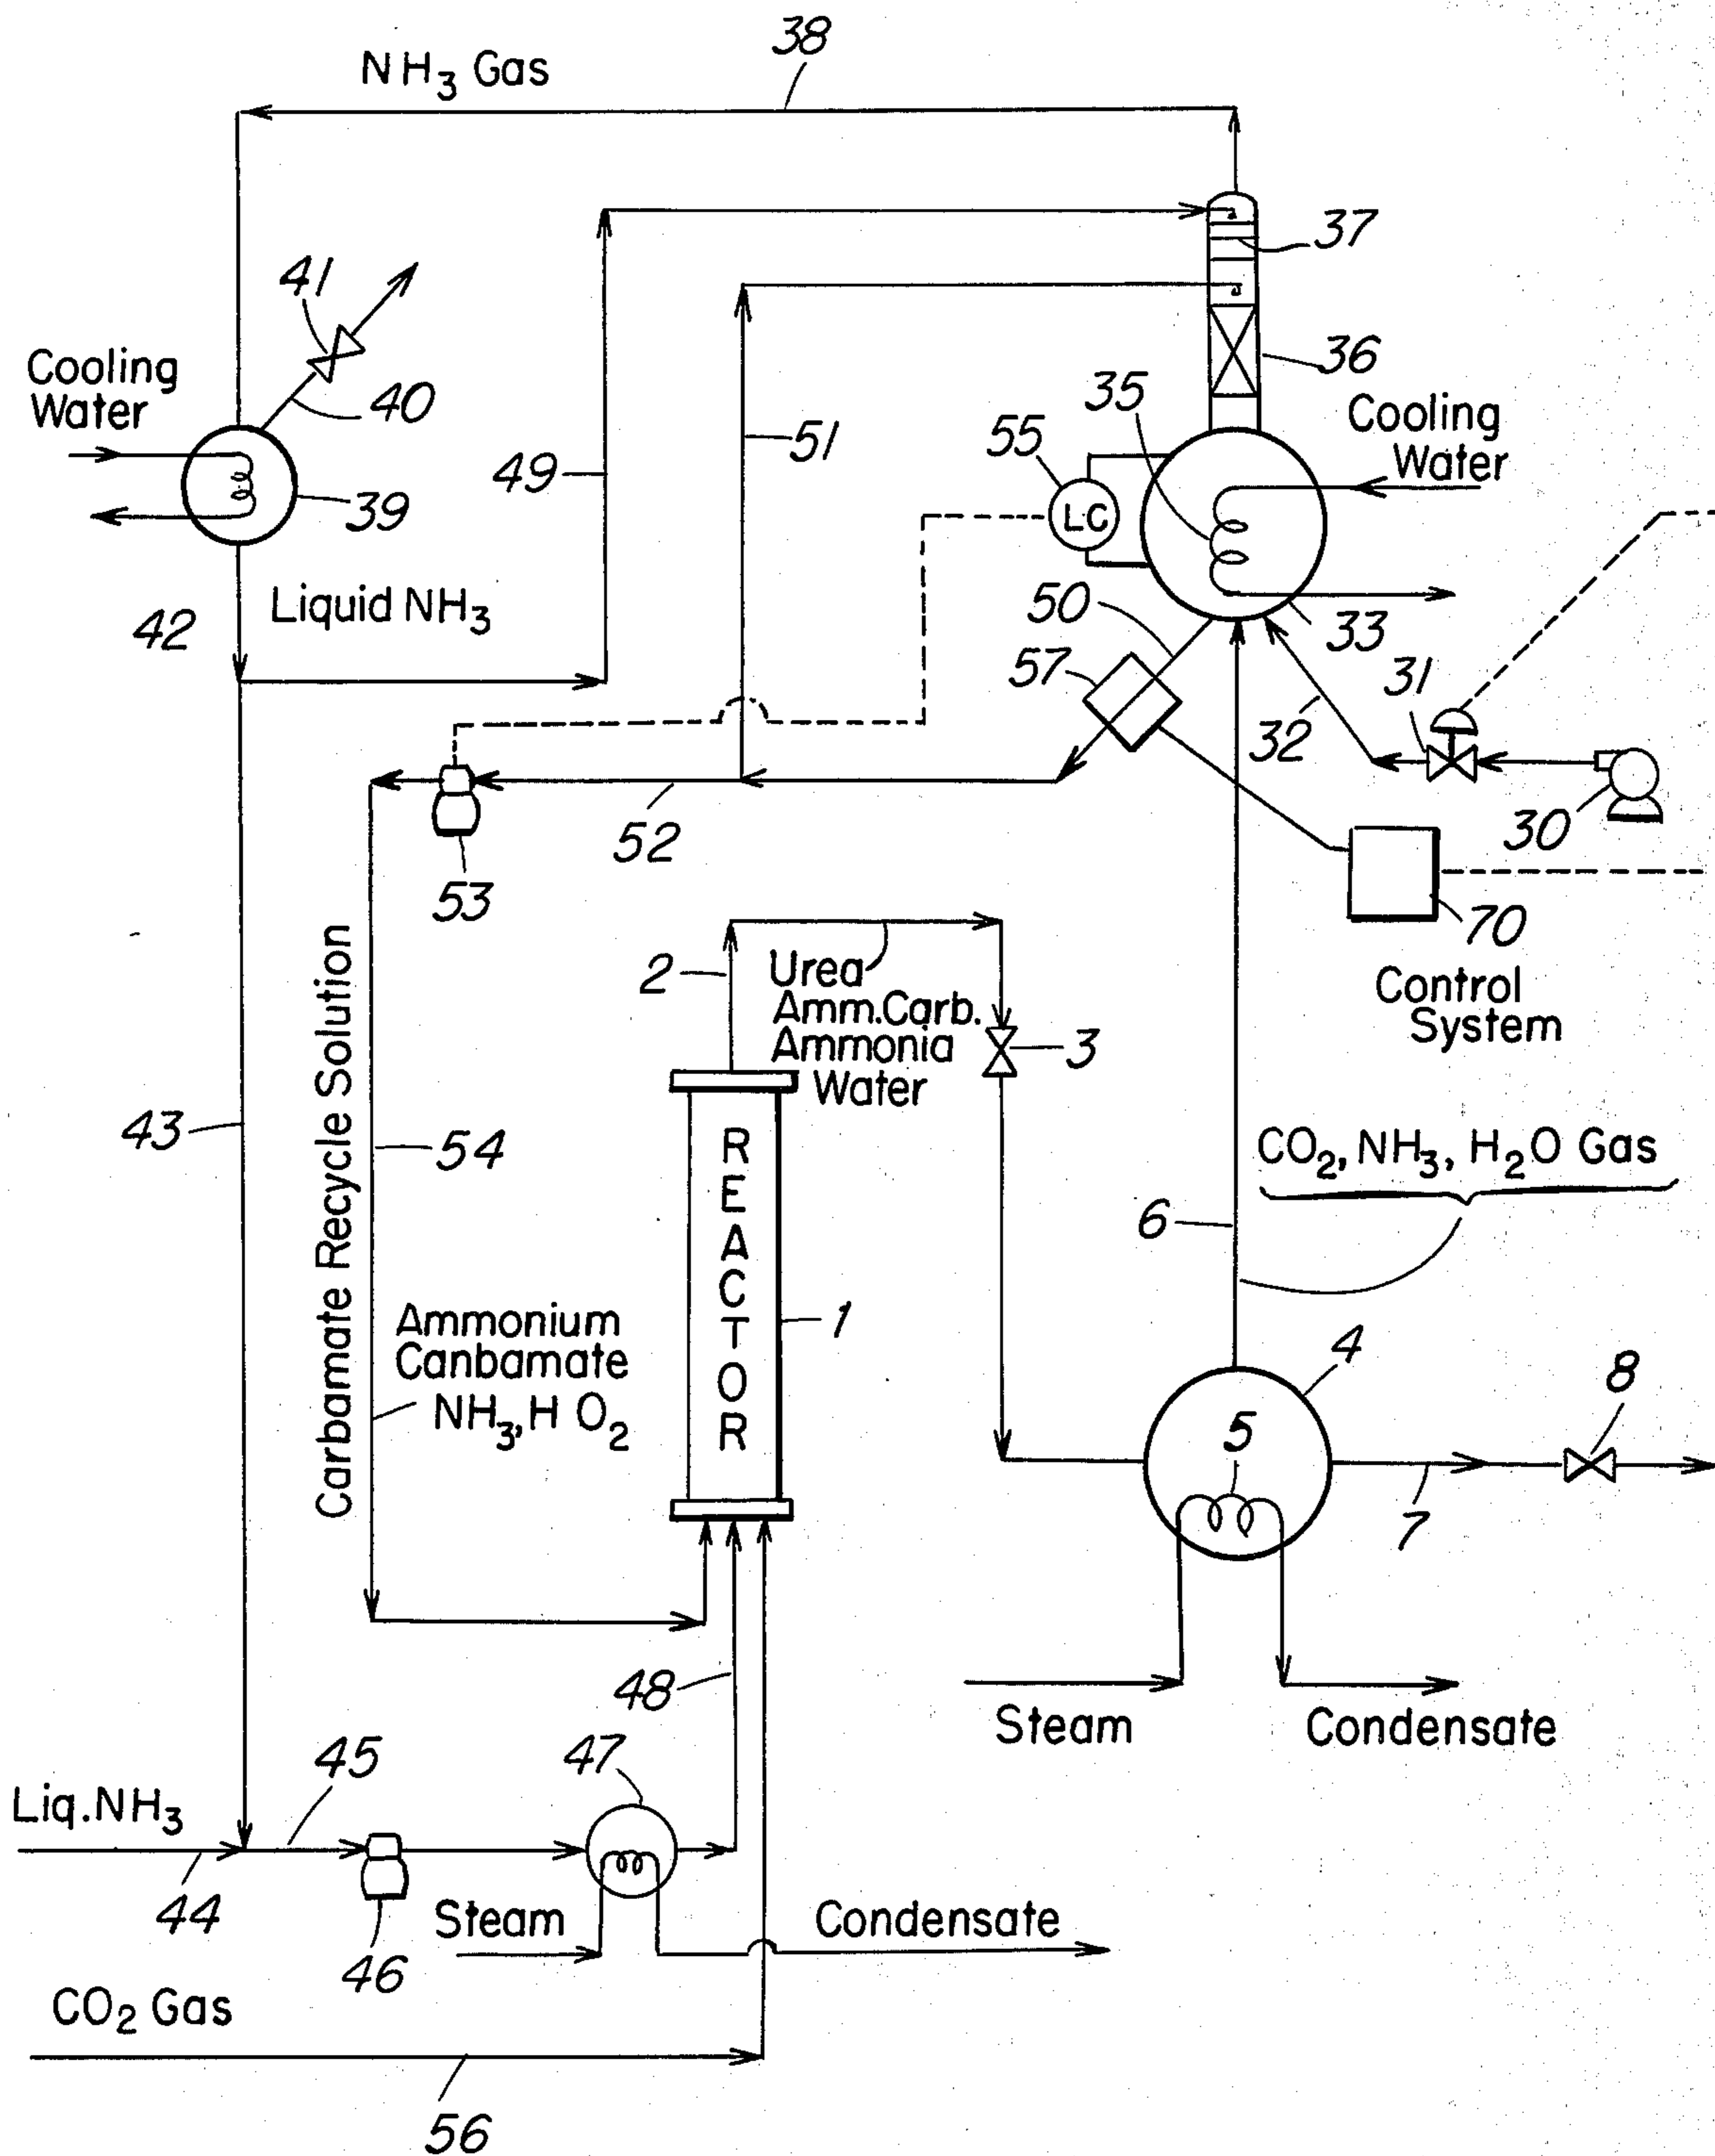 38
NH3 Gas
37
41
36
Cooling
Water
40
35
Cooling
Water
55
51
49
LC
39
50
Liquid NH3
42
33
57
31
32
30
52
53
70
2
Urea
Amm.Carb.
Ammonia
Water
Control
System
3
Carbamate Recycle Solution
43
54
REACTOR
CO2, NH3, H2O Gas
6
1
Ammonium
Canbamate
NH3, H O2
4
8
5
7
48
Steam
Condensate
47
45
Liq.NH3
44
Steam
Condensate
46
CO2 Gas
56